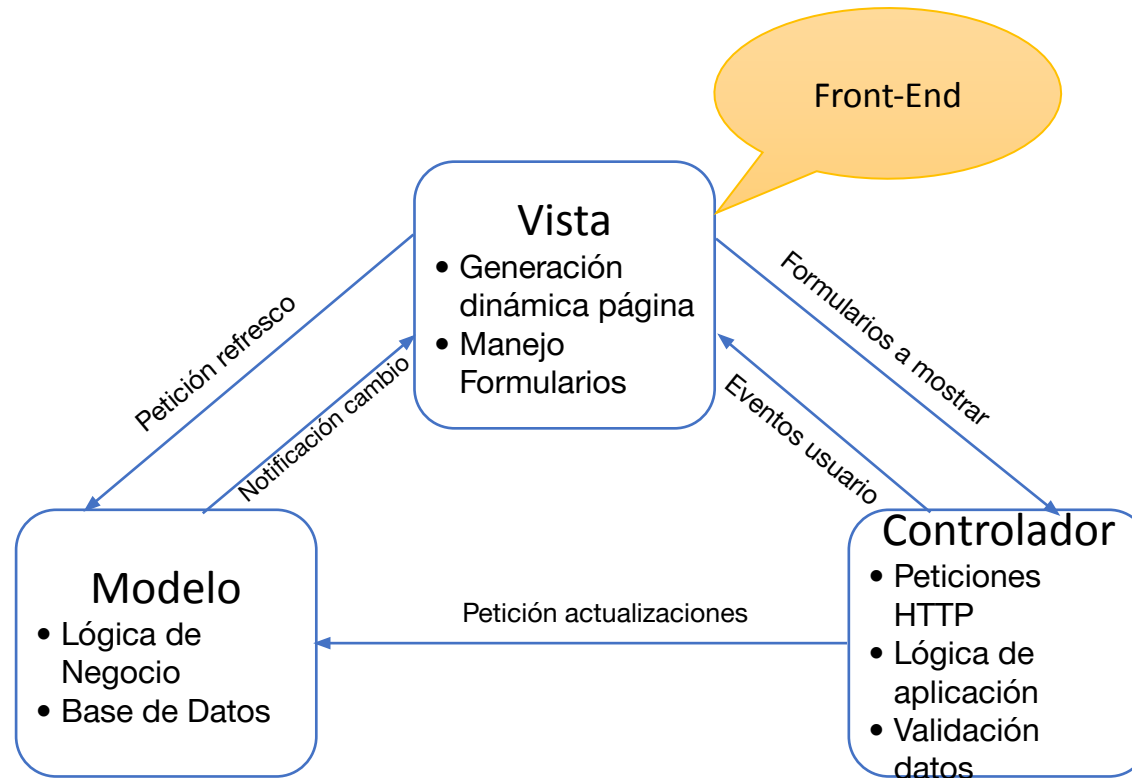 Front-End
Vista
• Generación
dinámica página
• Manejo
Formularios
Petición refresco
Notificación cambio
Formularios a mostrar
Eventos usuario
Modelo
• Lógica de
Negocio
• Base de Datos
Petición actualizaciones
Controlador
• Peticiones
HTTP
• Lógica de
aplicación
• Validación
datos